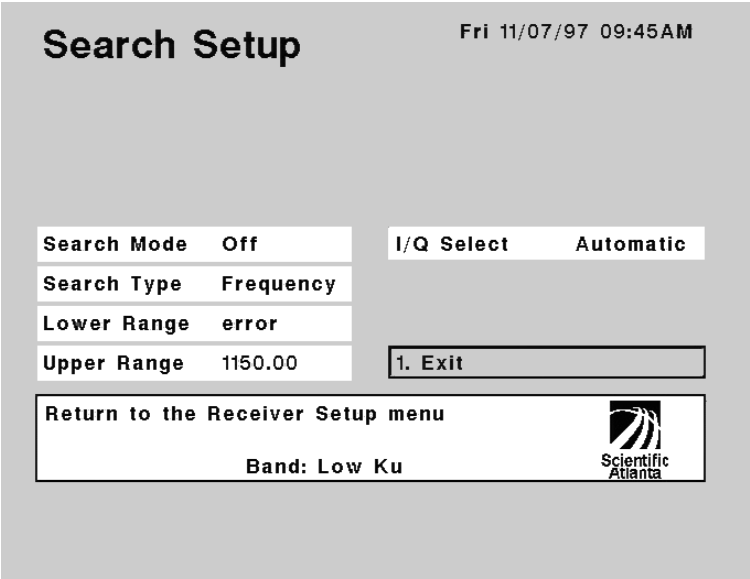 Search Setup
Fri 11/07/97 09:45AM
Search Mode Off
I/Q Select Automatic
Search Type Frequency
Lower Range error
Upper Range 1150.00
1. Exit
Return to the Receiver Setup menu
Band: Low Ku
Scientific
Atlanta